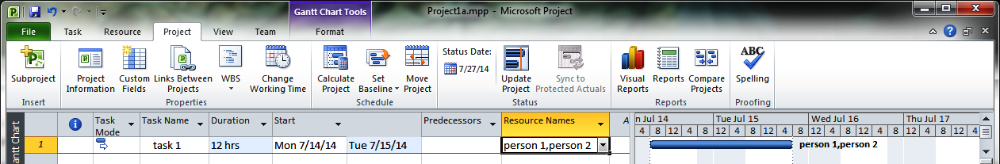 Gantt Chart Tools
Project1a.mpp - Microsoft Project
File Task Resource Project View Team Format
Subproject
Project Information
Custom Fields
Links Between Projects
WBS
Change Working Time
Calculate Project
Set Baseline
Move Project
Status Date:
7/27/14
Update Project
Sync to Protected Actuals
Visual Reports
Reports
Compare Projects
ABC
Spelling
Insert Properties Schedule Status Reports Proofing
Task Mode Task Name Duration Start Predecessors Resource Names A
n Jul 14 Tue Jul 15 Wed Jul 16 Thu Jul 17
4 8 12 4 8 12 4 8 12 4 8 12 4 8 12 4 8 12 4 8 12 4
1 task 1 12 hrs Mon 7/14/14 Tue 7/15/14 person 1,person 2 person 1,person 2
Gantt Chart